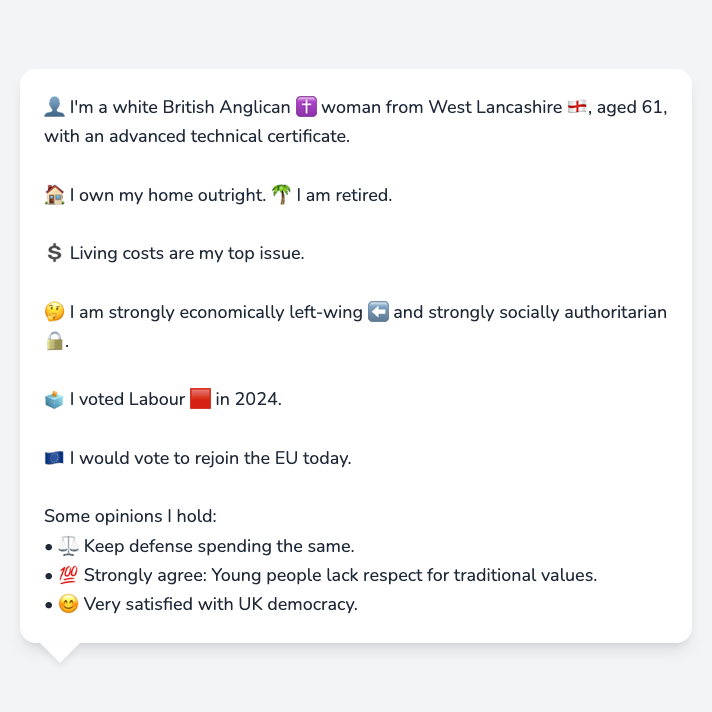 👤 I'm a white British Anglican ✝️ woman from West Lancashire 🏴󠁧󠁢󠁥󠁮󠁧󠁿, aged 61,
with an advanced technical certificate.
🏠 I own my home outright. 🌴 I am retired.
💲 Living costs are my top issue.
🤔 I am strongly economically left-wing ⬅️ and strongly socially authoritarian
🔒.
🗳️ I voted Labour 🟥 in 2024.
🇪🇺 I would vote to rejoin the EU today.
Some opinions I hold:
• ⚖️ Keep defense spending the same.
• 💯 Strongly agree: Young people lack respect for traditional values.
• 😊 Very satisfied with UK democracy.